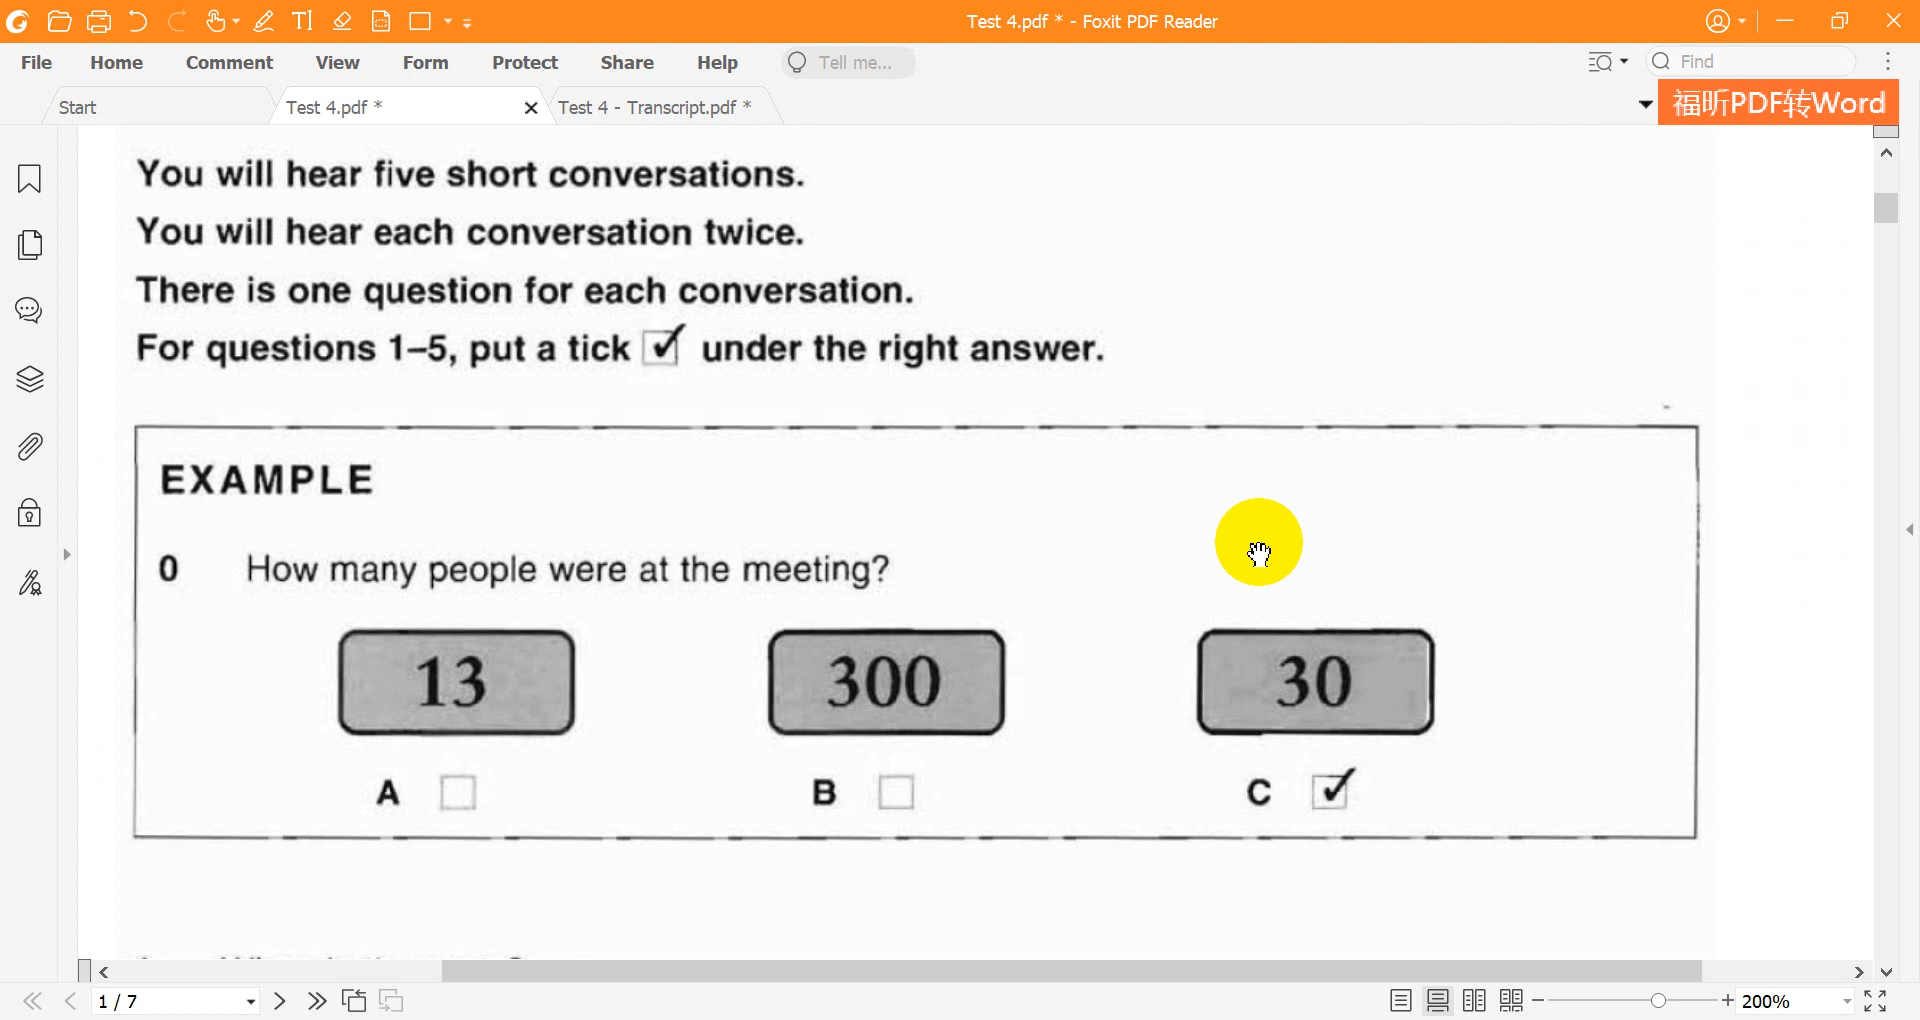 Test 4.pdf * - Foxit PDF Reader
File Home Comment View Form Protect Share Help Tell me... Find
Start Test 4.pdf * Test 4 - Transcript.pdf * 福昕PDF转Word
You will hear five short conversations.
You will hear each conversation twice.
There is one question for each conversation.
For questions 1–5, put a tick ✓ under the right answer.
EXAMPLE
0 How many people were at the meeting?
13 300 30
A B C ✓
1 / 7 200%